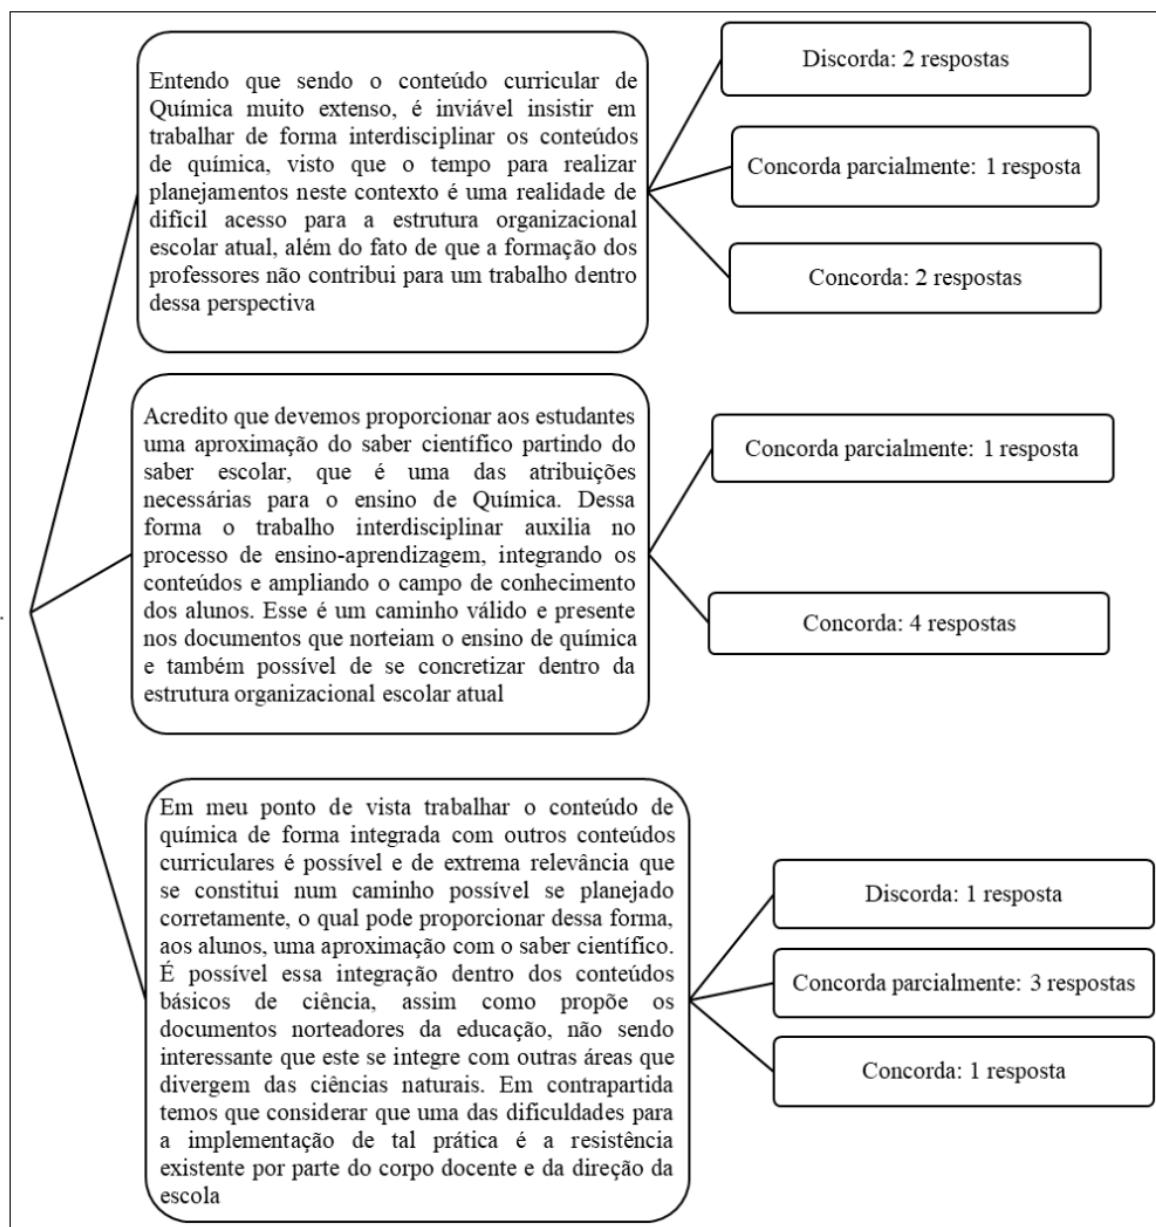 Entendo que sendo o conteúdo curricular de
Química muito extenso, é inviável insistir em
trabalhar de forma interdisciplinar os conteúdos
de química, visto que o tempo para realizar
planejamentos neste contexto é uma realidade de
difícil acesso para a estrutura organizacional
escolar atual, além do fato de que a formação dos
professores não contribui para um trabalho dentro
dessa perspectiva
Discorda: 2 respostas
Concorda parcialmente: 1 resposta
Concorda: 2 respostas
Acredito que devemos proporcionar aos estudantes
uma aproximação do saber científico partindo do
saber escolar, que é uma das atribuições
necessárias para o ensino de Química. Dessa
forma o trabalho interdisciplinar auxilia no
processo de ensino-aprendizagem, integrando os
conteúdos e ampliando o campo de conhecimento
dos alunos. Esse é um caminho válido e presente
nos documentos que norteiam o ensino de química
e também possível de se concretizar dentro da
estrutura organizacional escolar atual
Concorda parcialmente: 1 resposta
Concorda: 4 respostas
Em meu ponto de vista trabalhar o conteúdo de
química de forma integrada com outros conteúdos
curriculares é possível e de extrema relevância que
se constitui num caminho possível se planejado
corretamente, o qual pode proporcionar dessa forma,
aos alunos, uma aproximação com o saber científico.
É possível essa integração dentro dos conteúdos
básicos de ciência, assim como propõe os
documentos norteadores da educação, não sendo
interessante que este se integre com outras áreas que
divergem das ciências naturais. Em contrapartida
temos que considerar que uma das dificuldades para
a implementação de tal prática é a resistência
existente por parte do corpo docente e da direção da
escola
Discorda: 1 resposta
Concorda parcialmente: 3 respostas
Concorda: 1 resposta